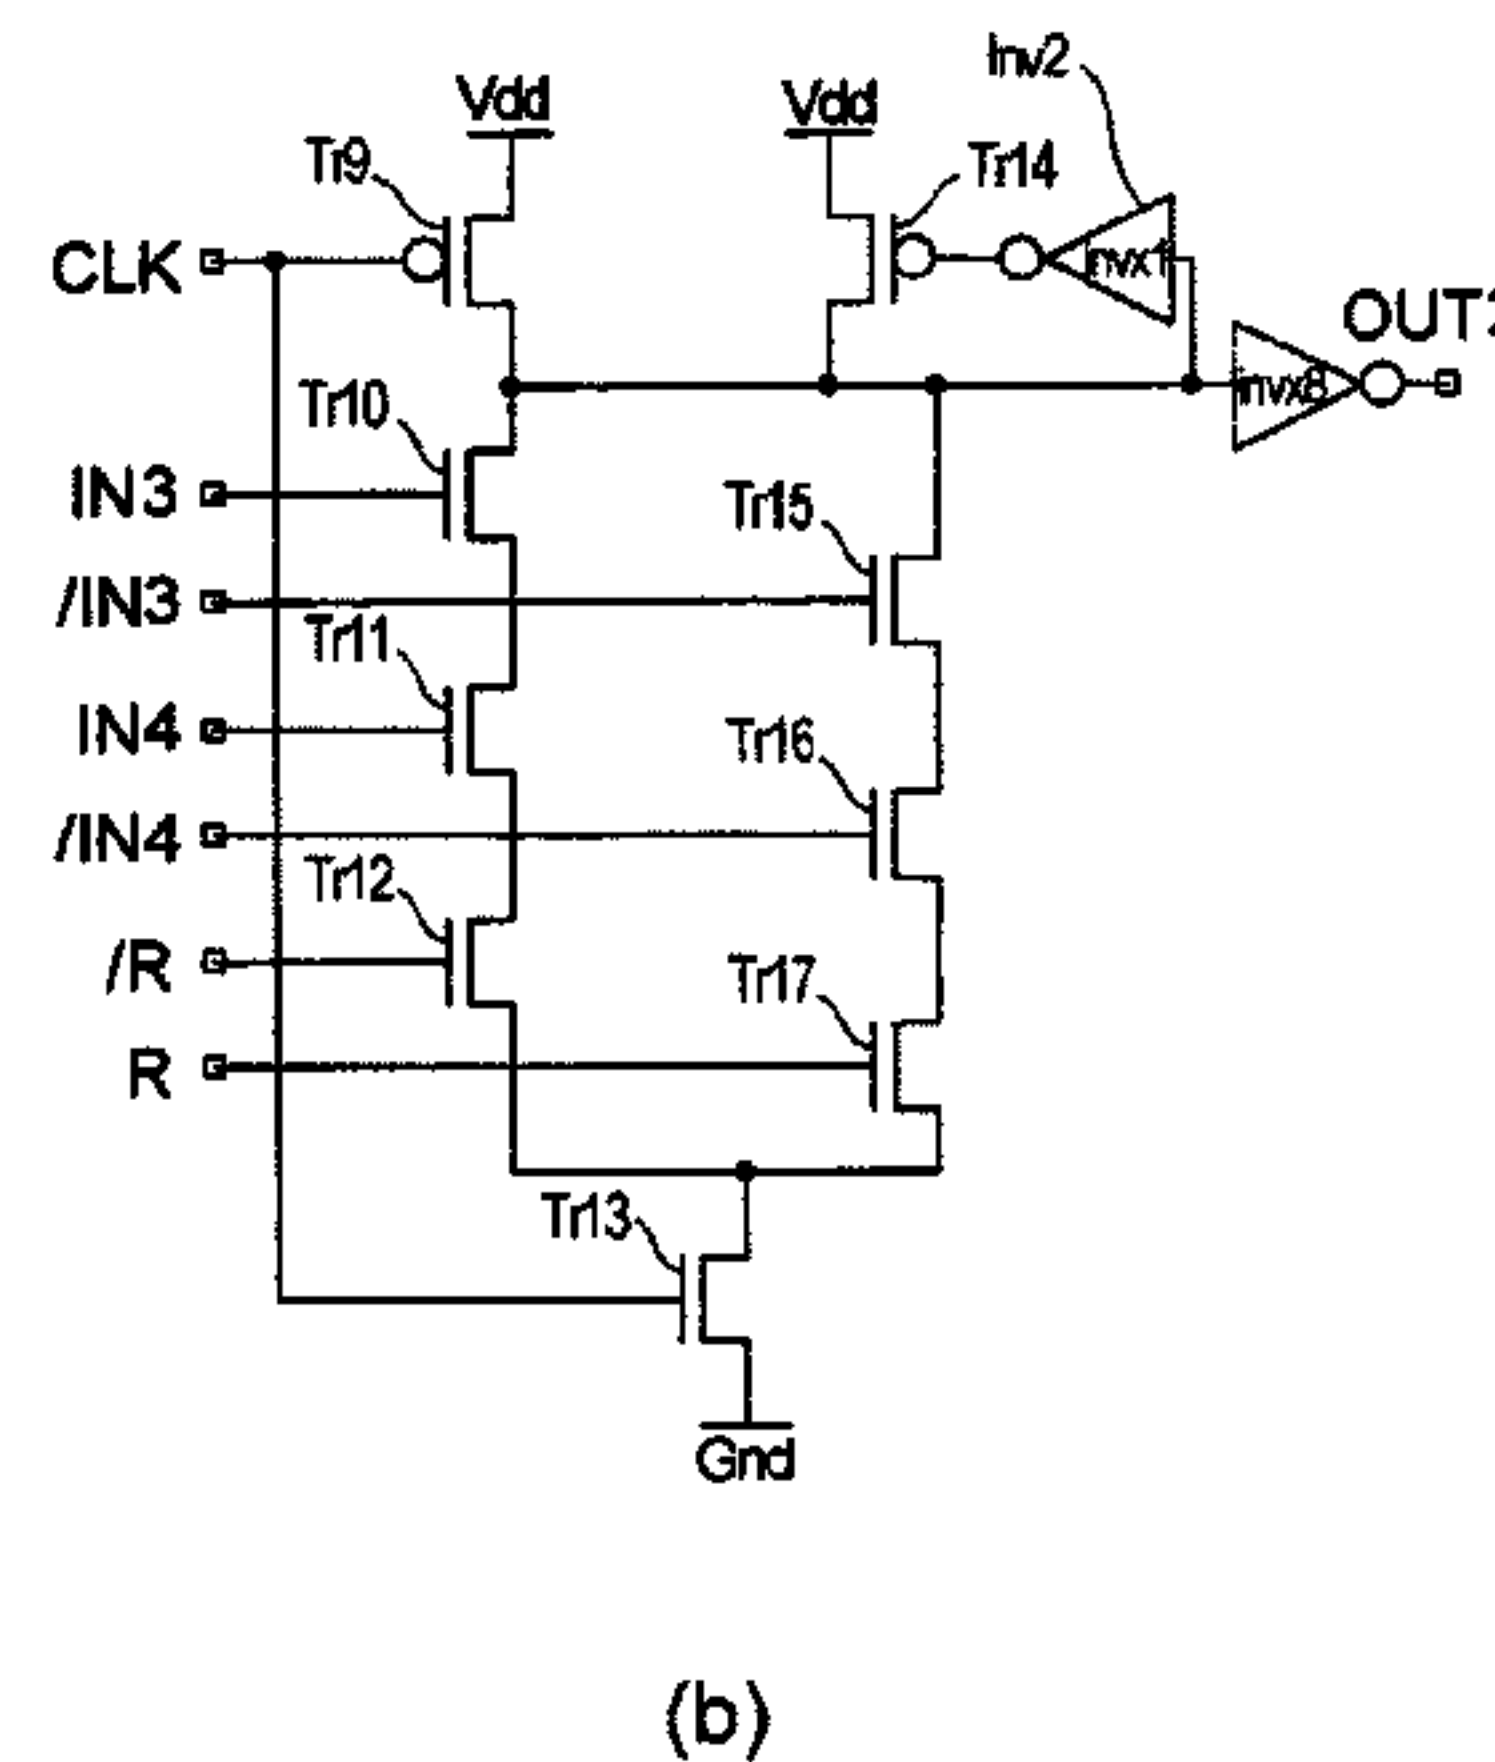 Inv2
Vdd
Vdd
Tr9
Tr14
CLK
invx1
OUT2
invx8
Tr10
IN3
Tr15
/IN3
Tr11
IN4
Tr16
/IN4
Tr12
/R
Tr17
R
Tr13
Gnd
(b)